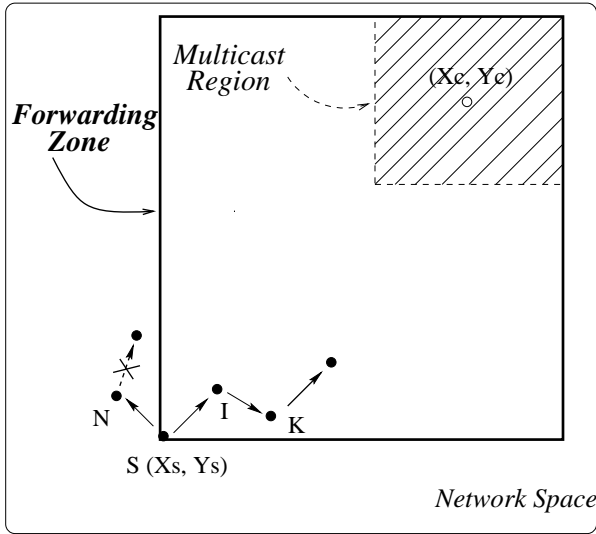 Multicast
Region
(Xc, Yc)
Forwarding
Zone
N
I
K
S (Xs, Ys)
Network Space